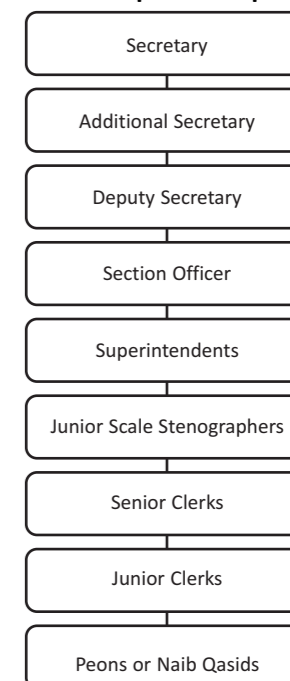 Secretary
Additional Secretary
Deputy Secretary
Section Officer
Superintendents
Junior Scale Stenographers
Senior Clerks
Junior Clerks
Peons or Naib Qasids